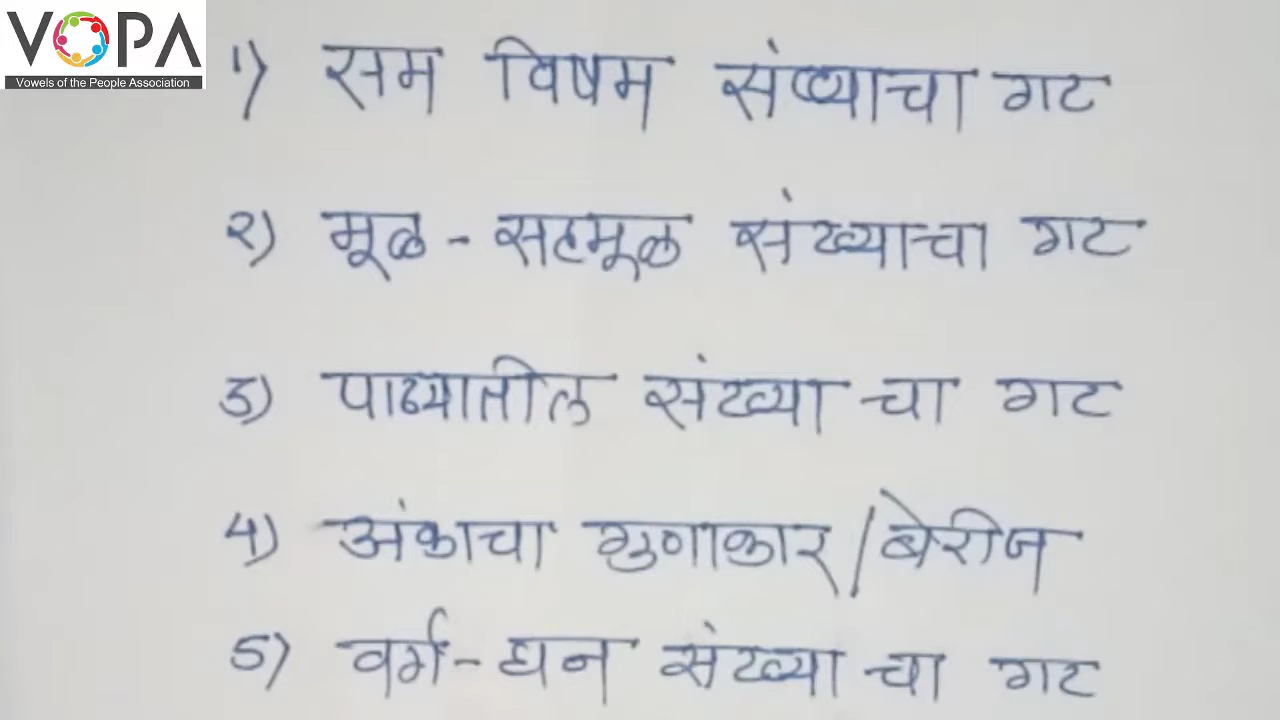 VOPA
Vowels of the People Association
१) सम विषम संख्याचा गट
२) मूळ - सहमूळ संख्याचा गट
3) पाढ्यातील संख्या चा गट
4) अंकाचा गुणाकार/बेरीज
5) वर्ग - घन संख्या चा गट